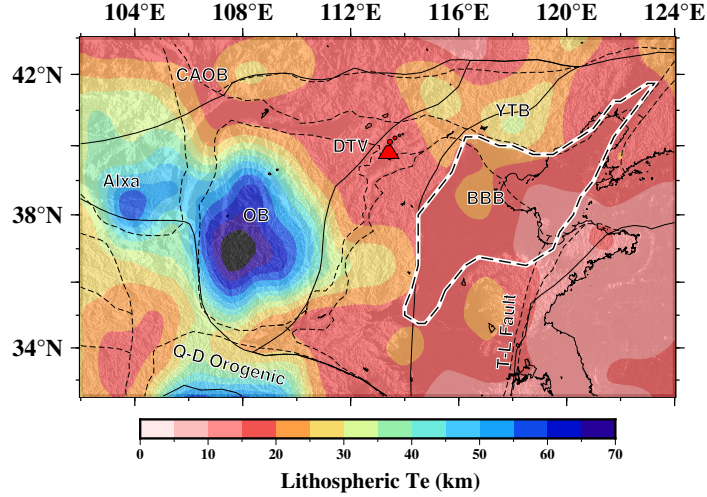 104°E 108°E 112°E 116°E 120°E 124°E
42°N
CAOB
YTB
40°N
DTV
Alxa
38°N
OB
BBB
34°N
Q-D Orogenic
T-L Fault
0 10 20 30 40 50 60 70
Lithospheric Te (km)